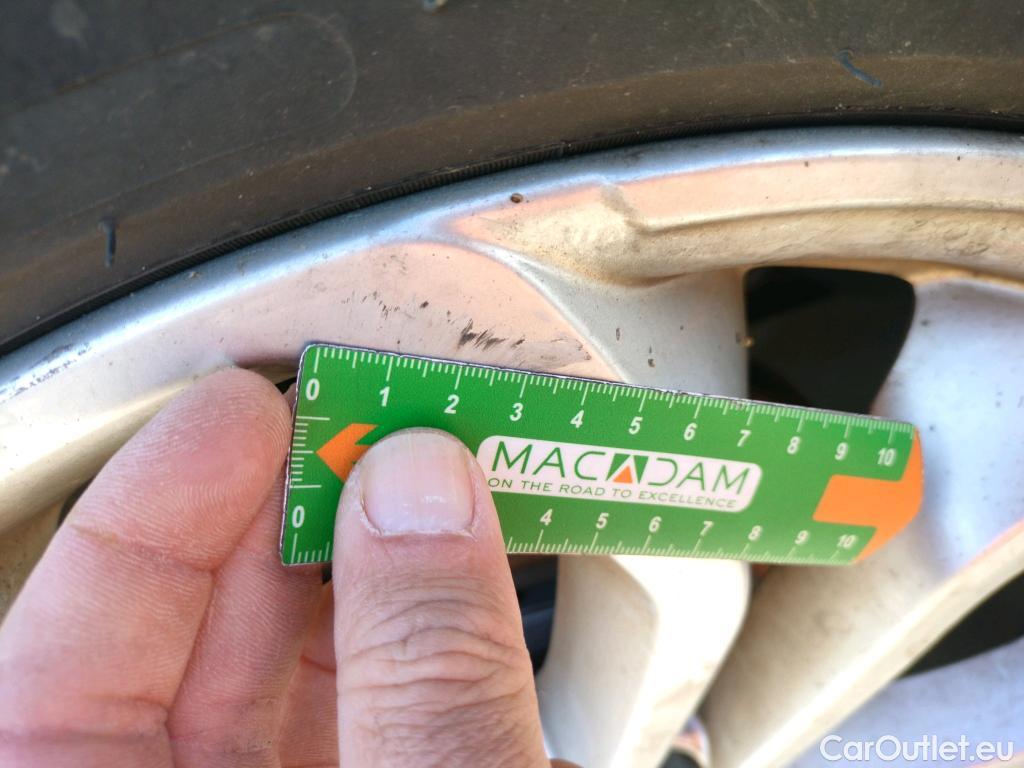 0 1 2 3 4 5 6 7 8 9 10
MACADAM
ON THE ROAD TO EXCELLENCE
0 4 5 6 7 8 9 10
CarOutlet.eu